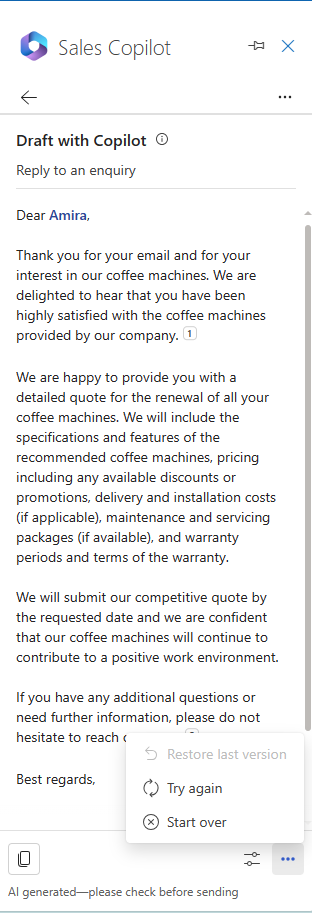 Sales Copilot
Draft with Copilot
Reply to an enquiry
Dear Amira,
Thank you for your email and for your
interest in our coffee machines. We are
delighted to hear that you have been
highly satisfied with the coffee machines
provided by our company. 1
We are happy to provide you with a
detailed quote for the renewal of all your
coffee machines. We will include the
specifications and features of the
recommended coffee machines, pricing
including any available discounts or
promotions, delivery and installation costs
(if applicable), maintenance and servicing
packages (if available), and warranty
periods and terms of the warranty.
We will submit our competitive quote by
the requested date and we are confident
that our coffee machines will continue to
contribute to a positive work environment.
If you have any additional questions or
need further information, please do not
hesitate to reach
Restore last version
Try again
Start over
Best regards,
AI generated—please check before sending